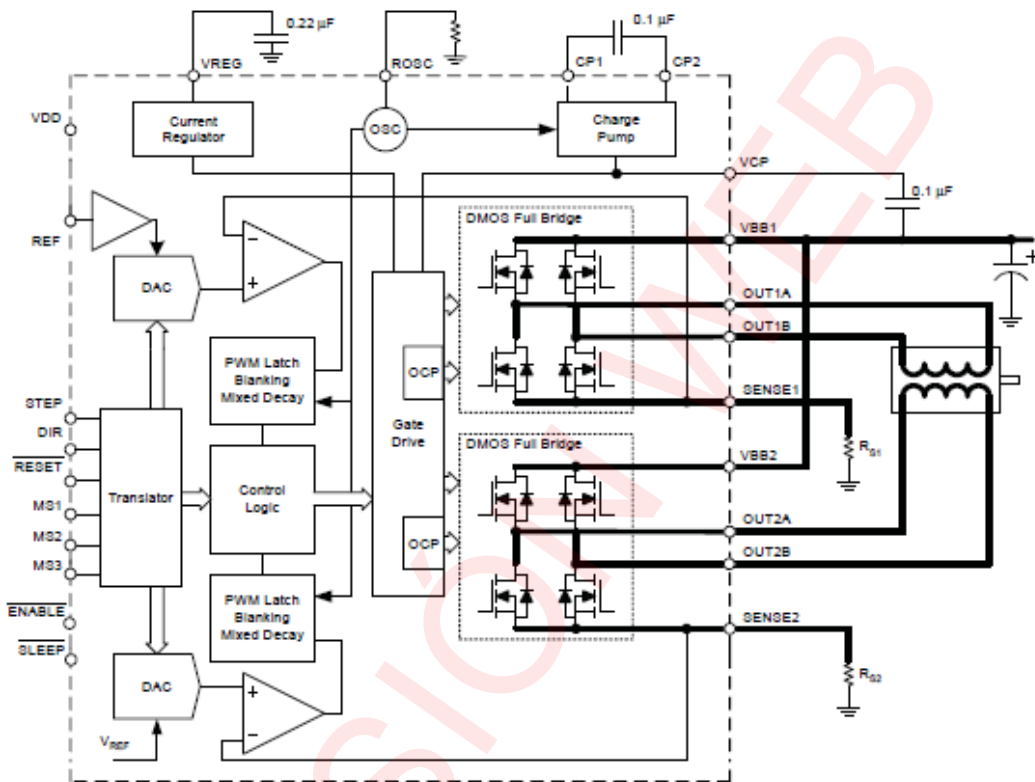 0.22 µF
0.1 µF
VREG
ROSC
CP1
CP2
VDD
Current
Regulator
OSC
Charge
Pump
VCP
0.1 µF
REF
DMOS Full Bridge
VBB1
+
DAC
−
+
OUT1A
OUT1B
PWM Latch
Blanking
Mixed Decay
OCP
SENSE1
STEP
DIR
RESET
MS1
MS2
MS3
Translator
Control
Logic
Gate
Drive
DMOS Full Bridge
RS1
VBB2
OUT2A
OCP
OUT2B
ENABLE
SLEEP
PWM Latch
Blanking
Mixed Decay
SENSE2
DAC
+
−
RS2
VREF
SIÓN WEB